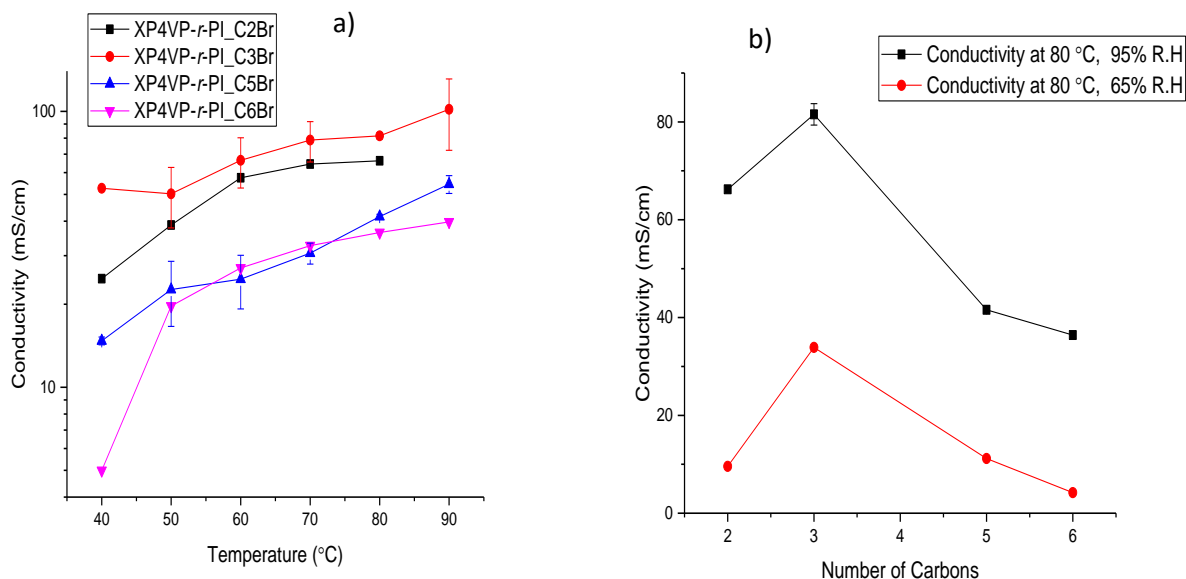 a)
XP4VP-r-PI_C2Br
XP4VP-r-PI_C3Br
XP4VP-r-PI_C5Br
XP4VP-r-PI_C6Br
100
10
Conductivity (mS/cm)
40 50 60 70 80 90
Temperature (°C)
b)
Conductivity at 80 °C, 95% R.H
Conductivity at 80 °C, 65% R.H
80
60
40
20
0
Conductivity (mS/cm)
2 3 4 5 6
Number of Carbons